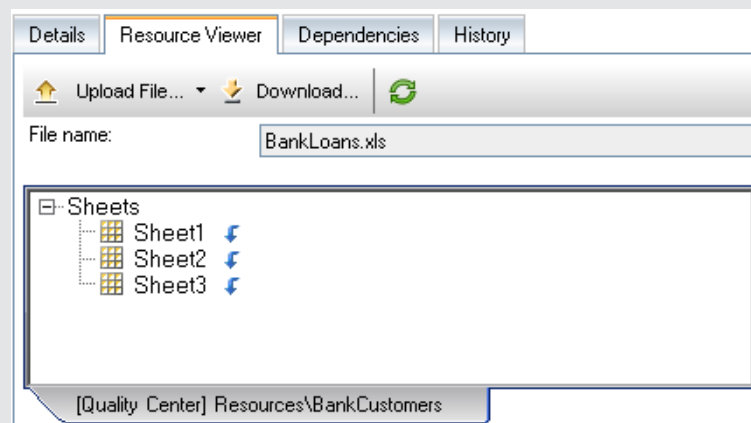 Details Resource Viewer Dependencies History
Upload File... Download...
File name: BankLoans.xls
Sheets
Sheet1
Sheet2
Sheet3
[Quality Center] Resources\BankCustomers